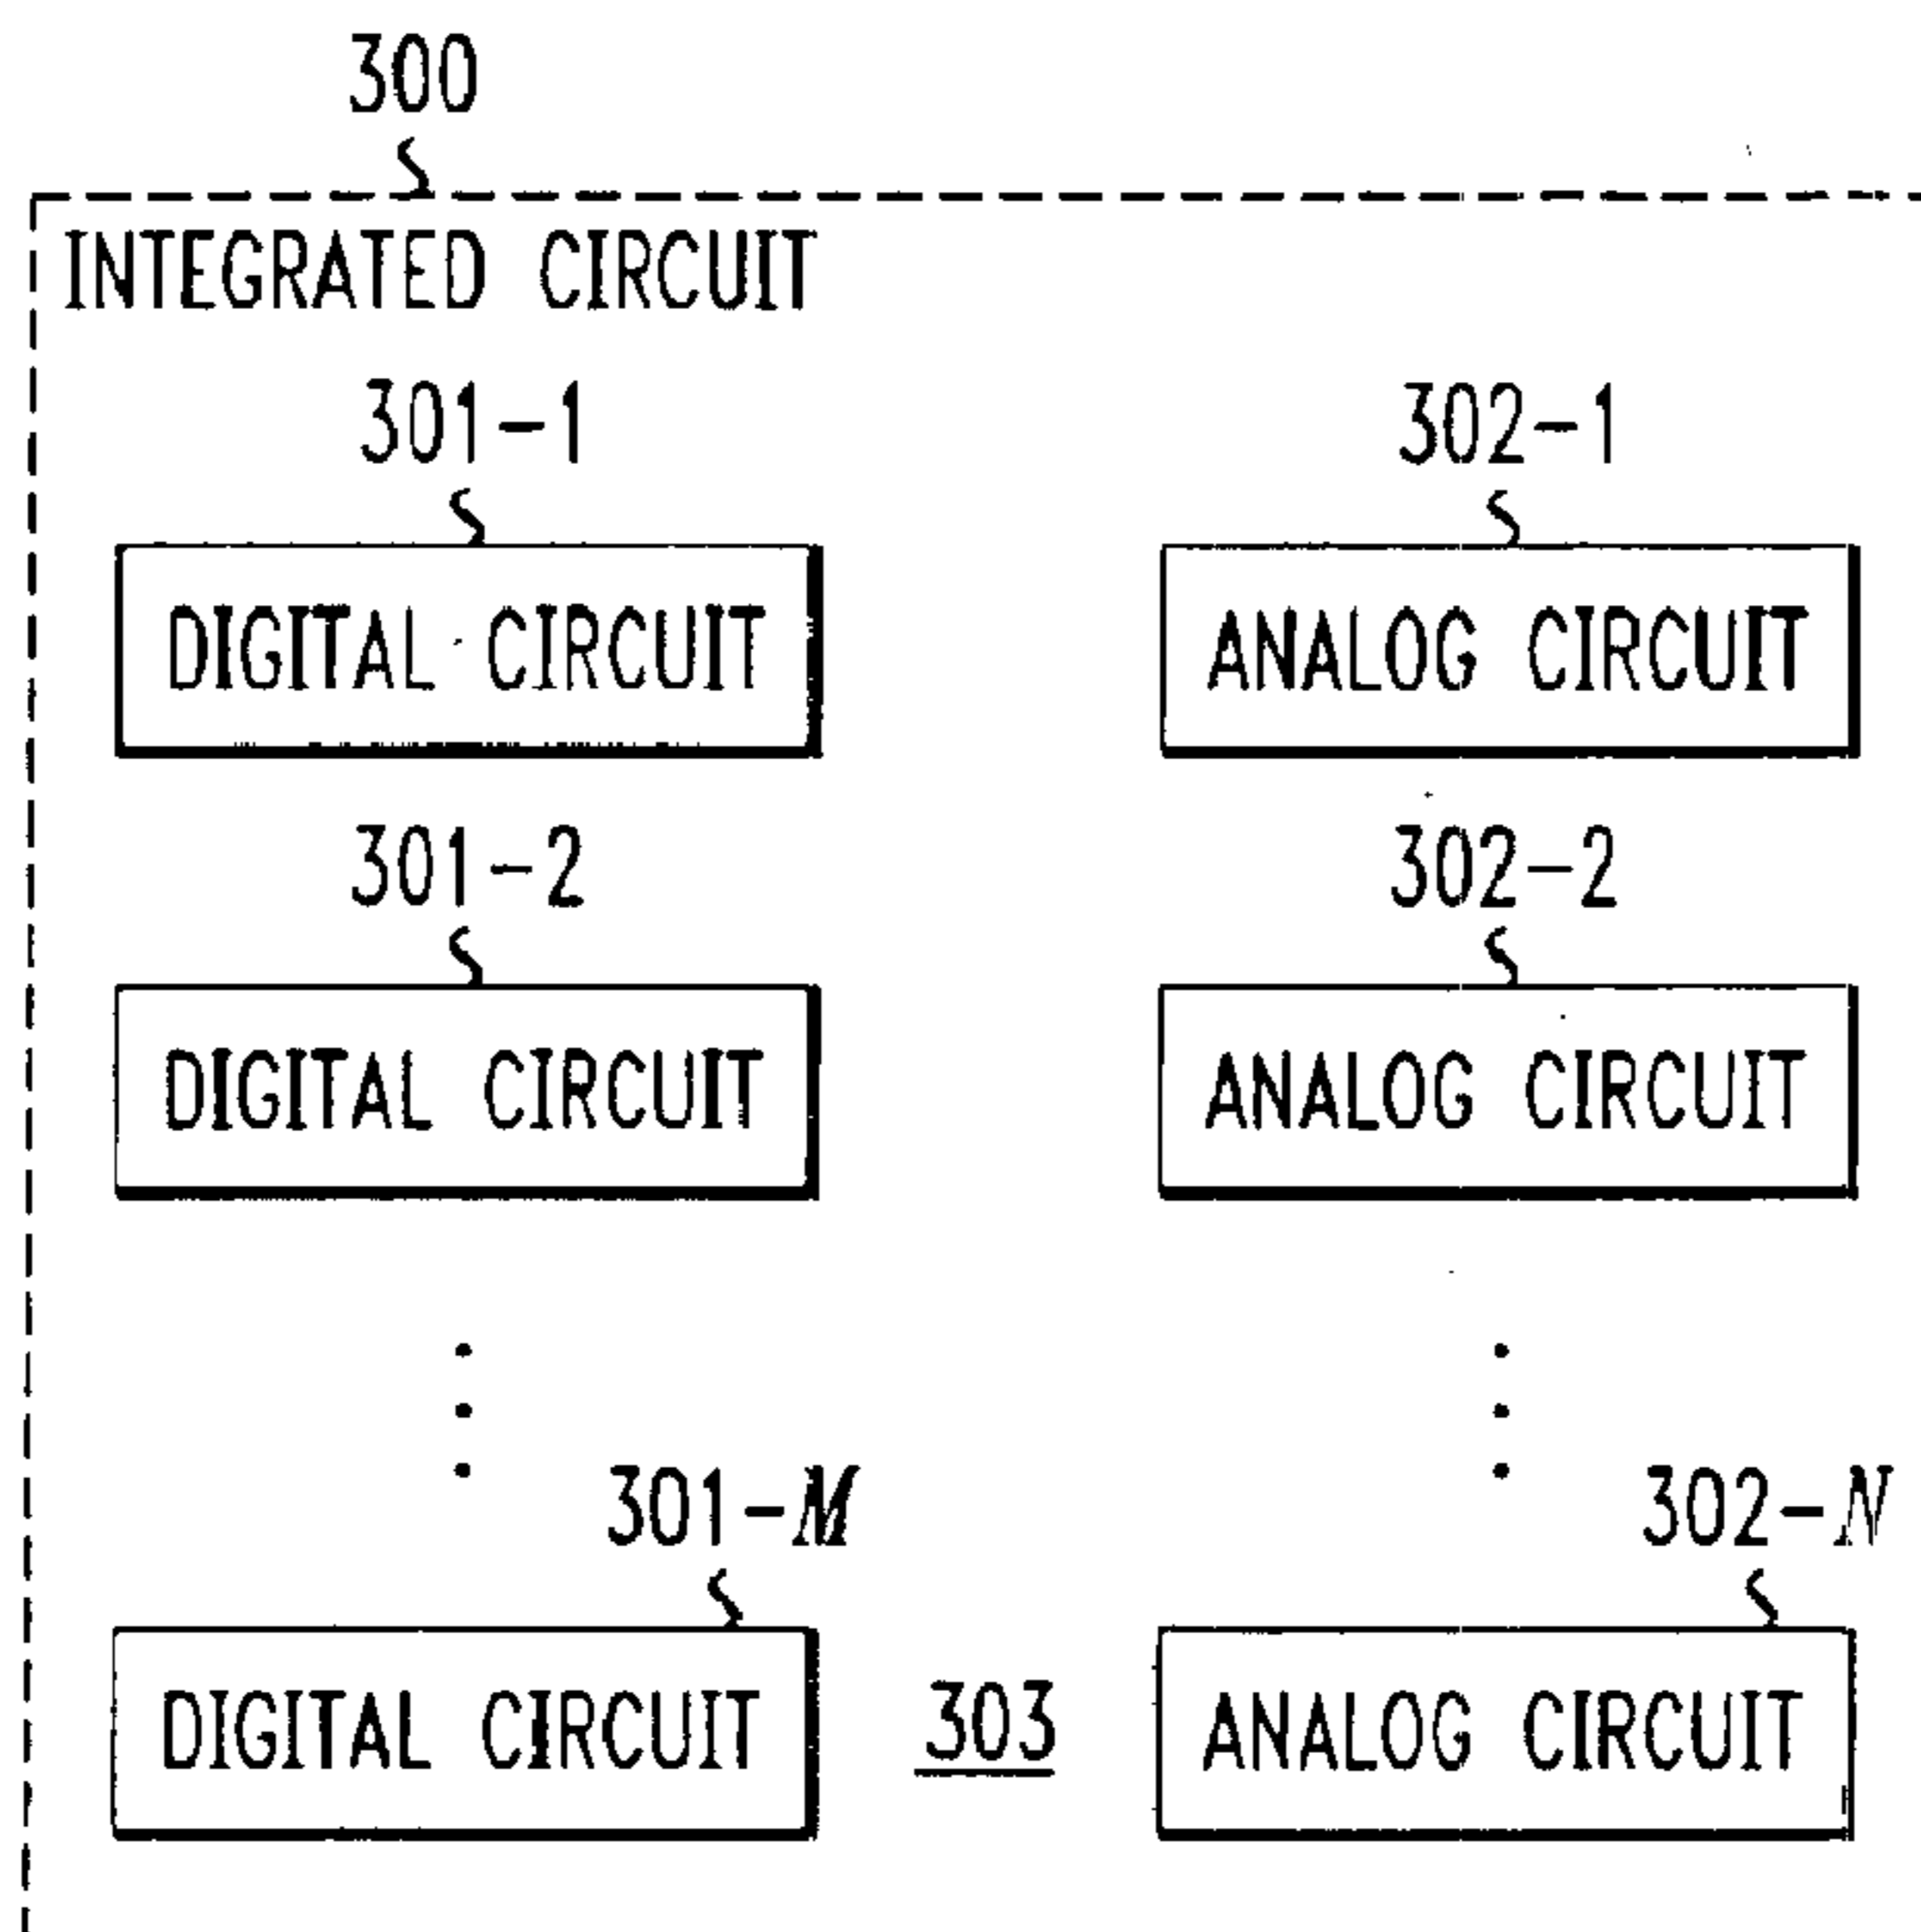 300
INTEGRATED CIRCUIT
301-1
302-1
DIGITAL CIRCUIT
ANALOG CIRCUIT
301-2
302-2
DIGITAL CIRCUIT
ANALOG CIRCUIT
301-M
302-N
DIGITAL CIRCUIT
303
ANALOG CIRCUIT